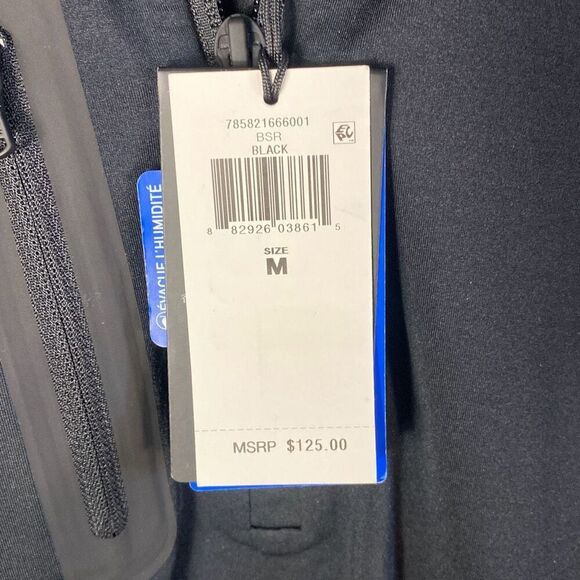 785821666001
BSR
BLACK
8 82926 03861 5
SIZE
M
MSRP $125.00
ÉVACUE L'HUMIDITÉ